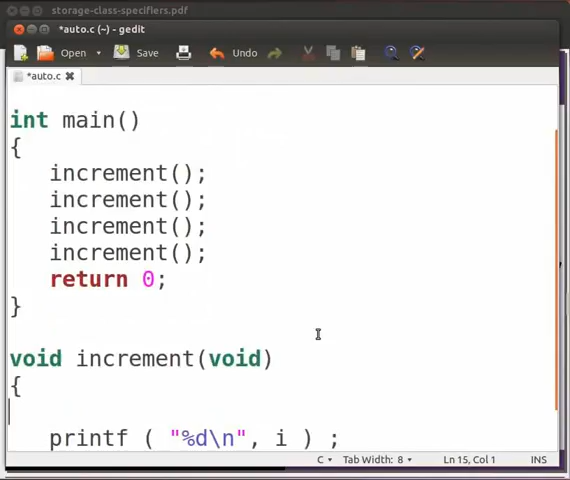 storage-class-specifiers.pdf
*auto.c (~) - gedit
Open Save Undo
*auto.c
int main()
{
increment();
increment();
increment();
increment();
return 0;
}
void increment(void)
{
printf ( "%d\n", i ) ;
C Tab Width: 8 Ln 15, Col 1 INS